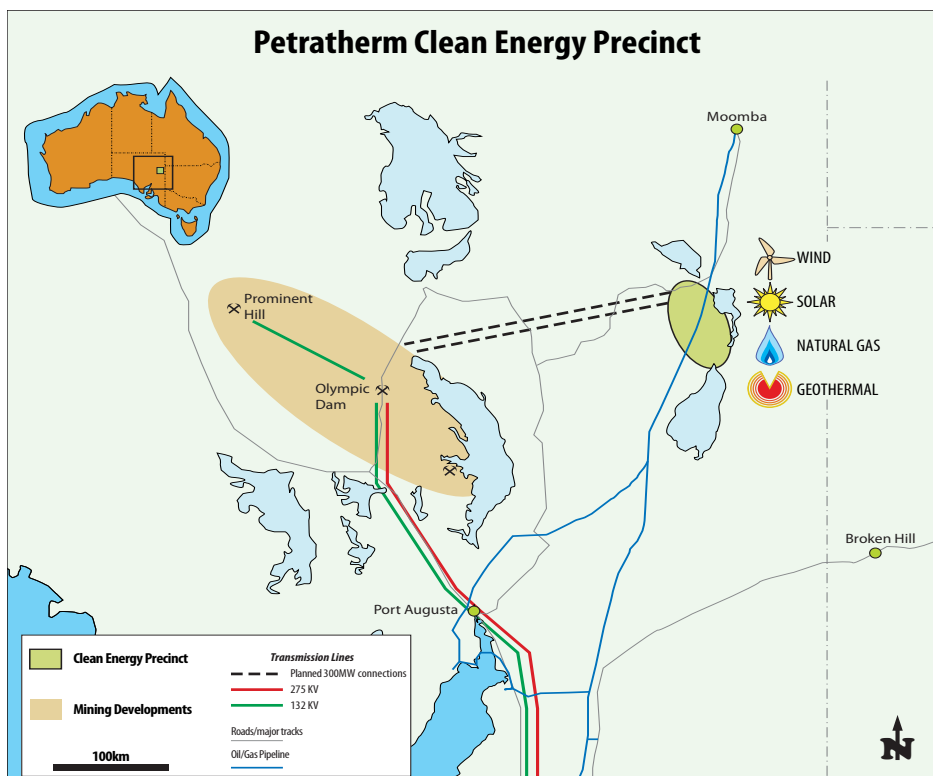 Petratherm Clean Energy Precinct
Moomba
WIND
SOLAR
NATURAL GAS
GEOTHERMAL
Prominent
Hill
Olympic
Dam
Broken Hill
Port Augusta
Clean Energy Precinct
Mining Developments
100km
Transmission Lines
Planned 300MW connections
275 KV
132 KV
Roads/major tracks
Oil/Gas Pipeline
N